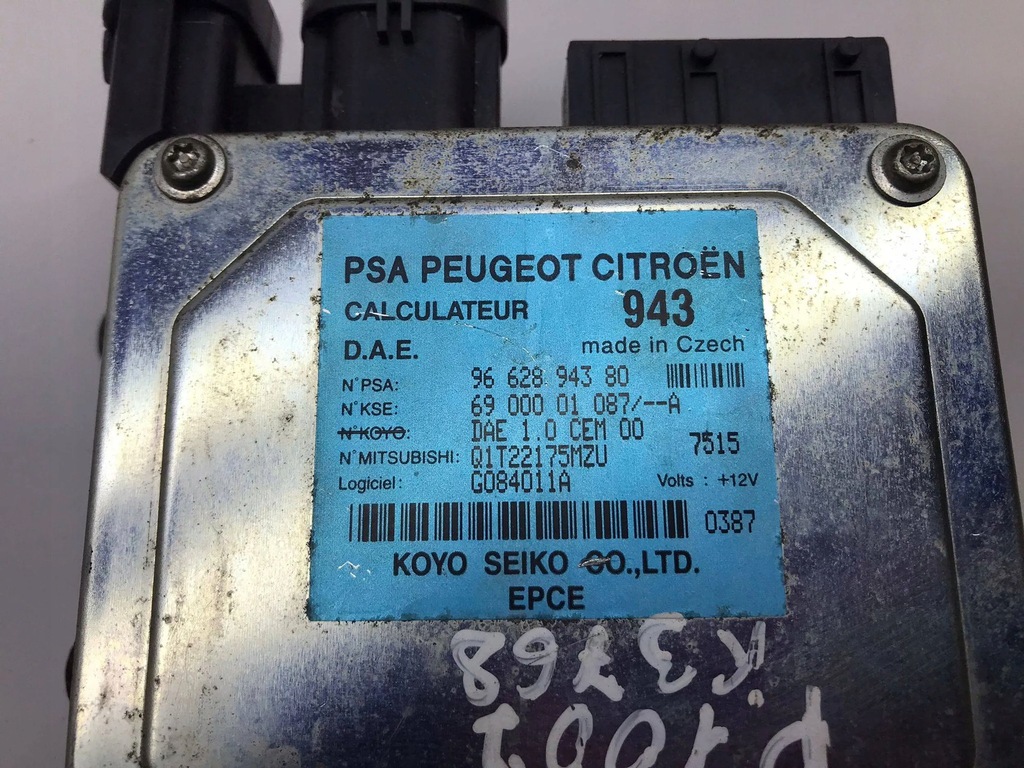 PSA PEUGEOT CITROËN
CALCULATEUR 943
D.A.E. made in Czech
N°PSA: 96 628 943 80
N°KSE: 69 000 01 087/--A
N°KOYO: DAE 1.0 CEM 00
N°MITSUBISHI: Q1T22175MZU 7515
Logiciel: G084011A Volts : +12V
0387
KOYO SEIKO CO.,LTD.
EPCE
K3768